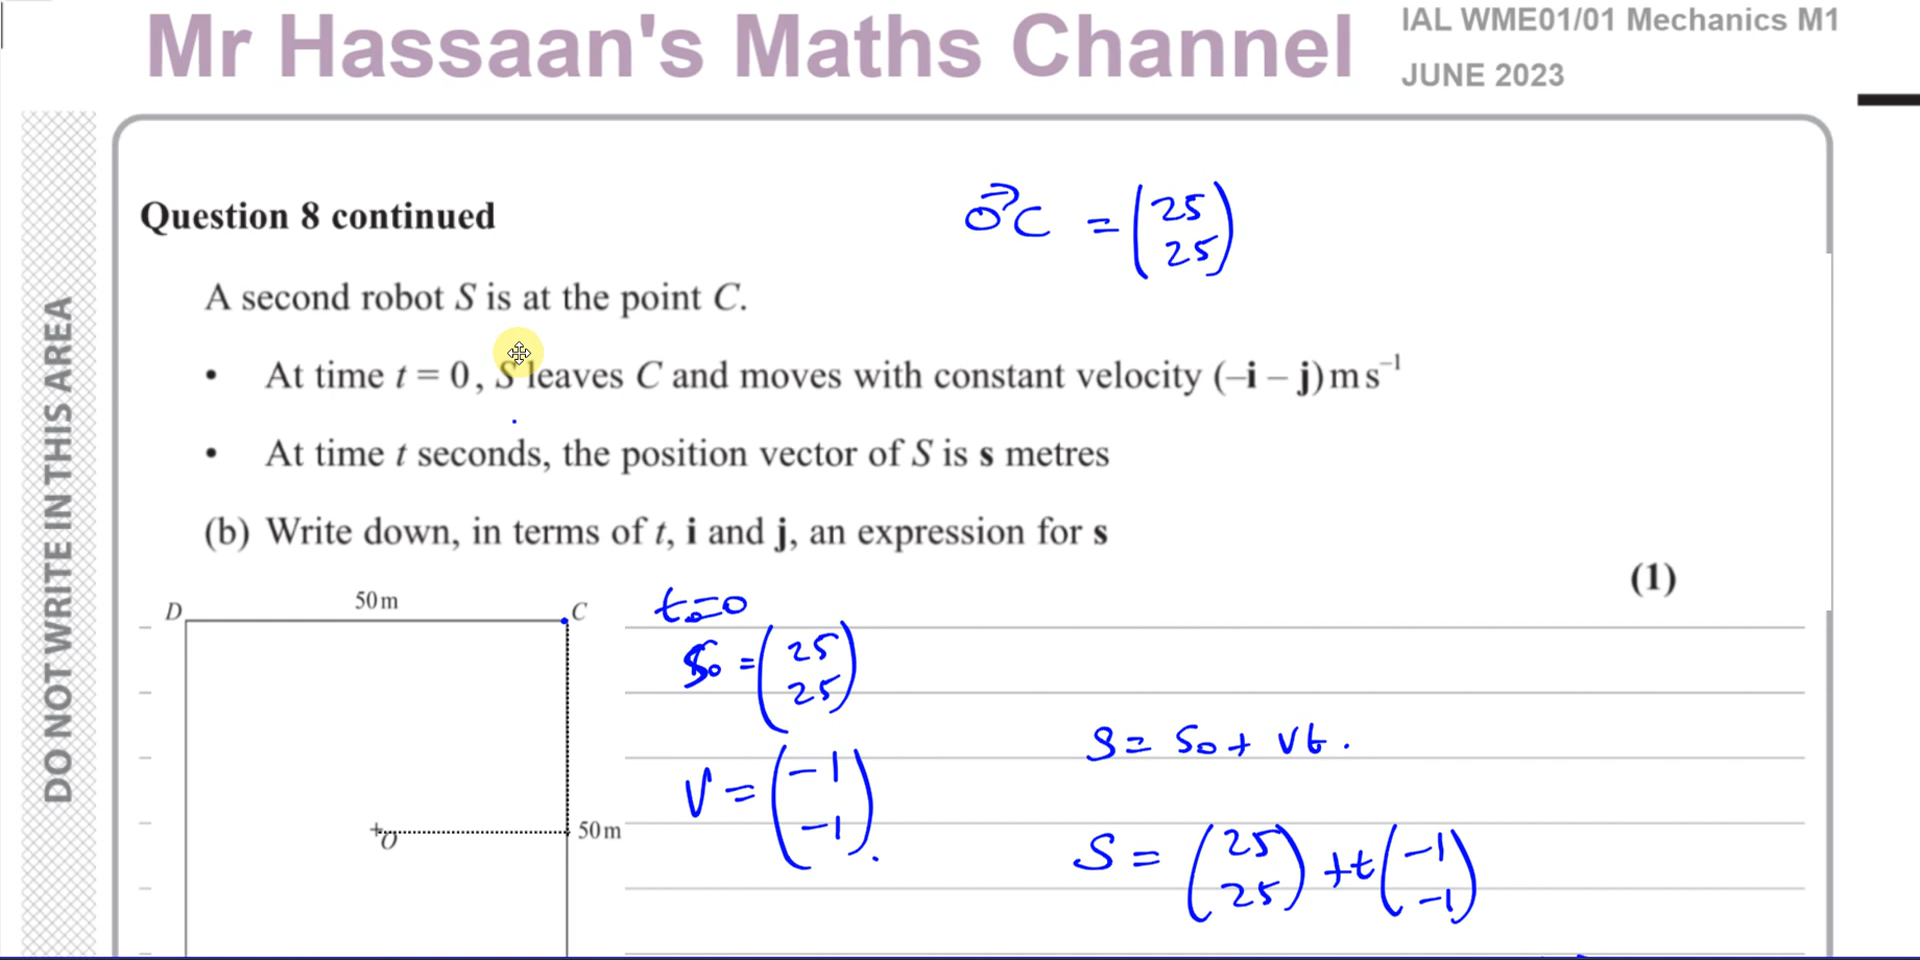 Mr Hassaan's Maths Channel
IAL WME01/01 Mechanics M1
JUNE 2023
DO NOT WRITE IN THIS AREA
Question 8 continued
OC = (25 25)
A second robot S is at the point C.
• At time t = 0, S leaves C and moves with constant velocity (–i – j) m s⁻¹
• At time t seconds, the position vector of S is s metres
(b) Write down, in terms of t, i and j, an expression for s
(1)
D 50 m C
t=0
S₀ = (25 25)
V = (-1 -1).
S = S₀ + Vt.
O 50 m
S = (25 25) + t(-1 -1)